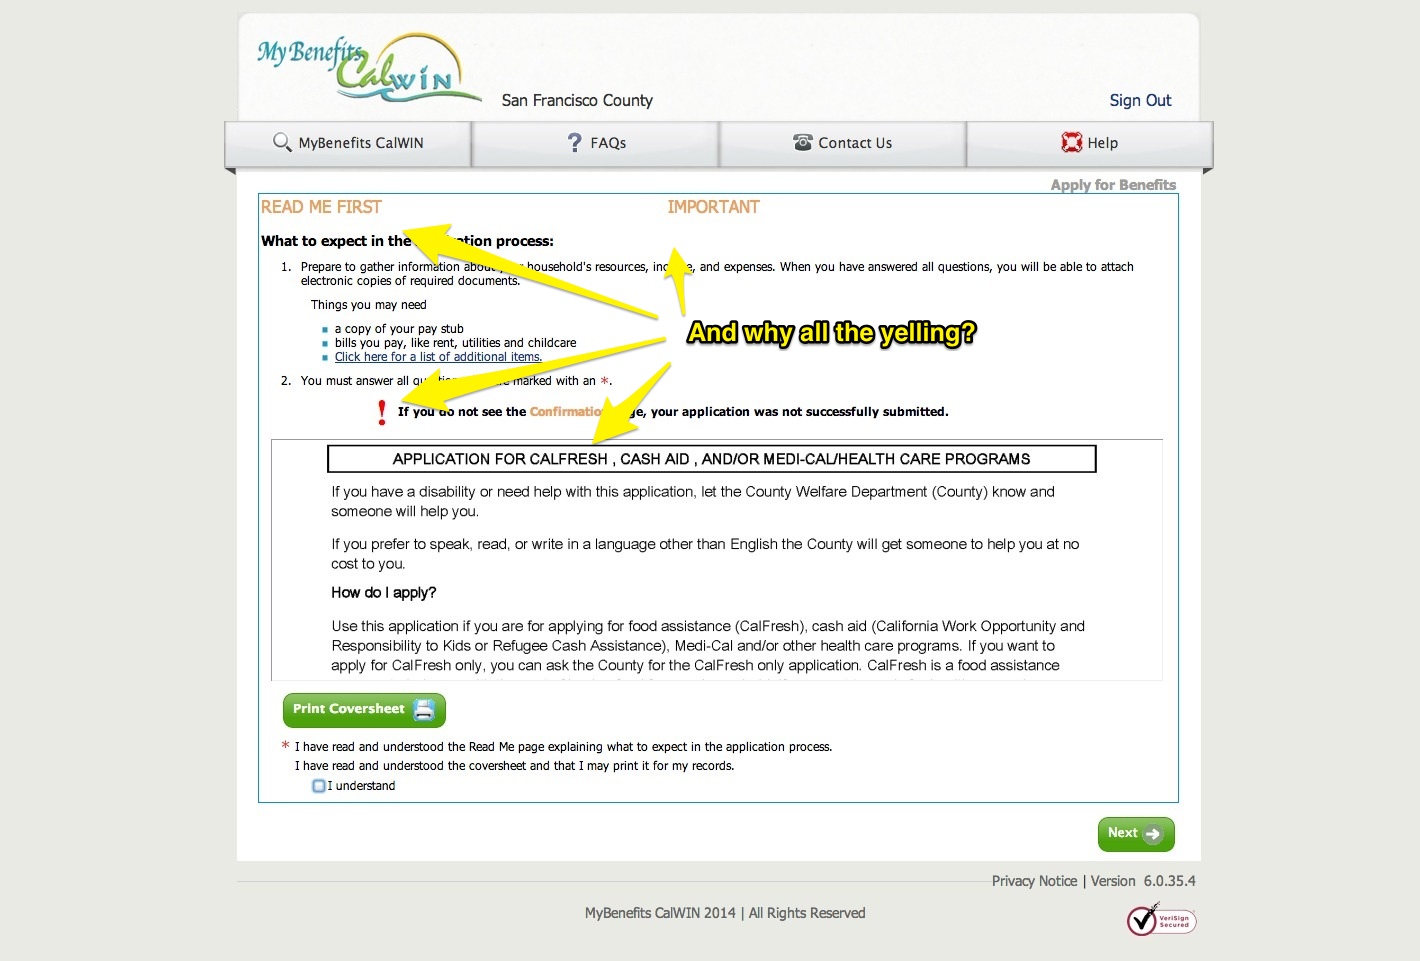 My Benefits CalWIN
San Francisco County
Sign Out
MyBenefits CalWIN
? FAQs
Contact Us
Help
Apply for Benefits
READ ME FIRST
IMPORTANT
What to expect in the ation process:
1. Prepare to gather information about household's resources, inc e, and expenses. When you have answered all questions, you will be able to attach
electronic copies of required documents.
Things you may need
a copy of your pay stub
bills you pay, like rent, utilities and childcare
Click here for a list of additional items.
And why all the yelling?
2. You must answer all qu marked with an *.
! If you do not see the Confirmatio ge, your application was not successfully submitted.
APPLICATION FOR CALFRESH , CASH AID , AND/OR MEDI-CAL/HEALTH CARE PROGRAMS
If you have a disability or need help with this application, let the County Welfare Department (County) know and
someone will help you.
If you prefer to speak, read, or write in a language other than English the County will get someone to help you at no
cost to you.
How do I apply?
Use this application if you are for applying for food assistance (CalFresh), cash aid (California Work Opportunity and
Responsibility to Kids or Refugee Cash Assistance), Medi-Cal and/or other health care programs. If you want to
apply for CalFresh only, you can ask the County for the CalFresh only application. CalFresh is a food assistance
Print Coversheet
* I have read and understood the Read Me page explaining what to expect in the application process.
I have read and understood the coversheet and that I may print it for my records.
I understand
Next
Privacy Notice | Version 6.0.35.4
MyBenefits CalWIN 2014 | All Rights Reserved
VeriSign
Secured